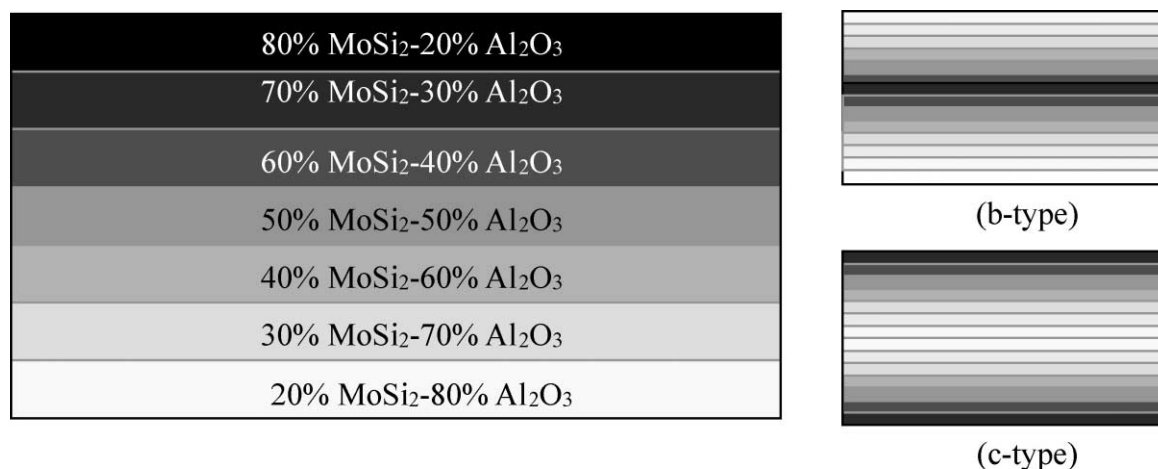 80% MoSi₂-20% Al₂O₃
70% MoSi₂-30% Al₂O₃
60% MoSi₂-40% Al₂O₃
50% MoSi₂-50% Al₂O₃
40% MoSi₂-60% Al₂O₃
30% MoSi₂-70% Al₂O₃
20% MoSi₂-80% Al₂O₃
(b-type)
(c-type)